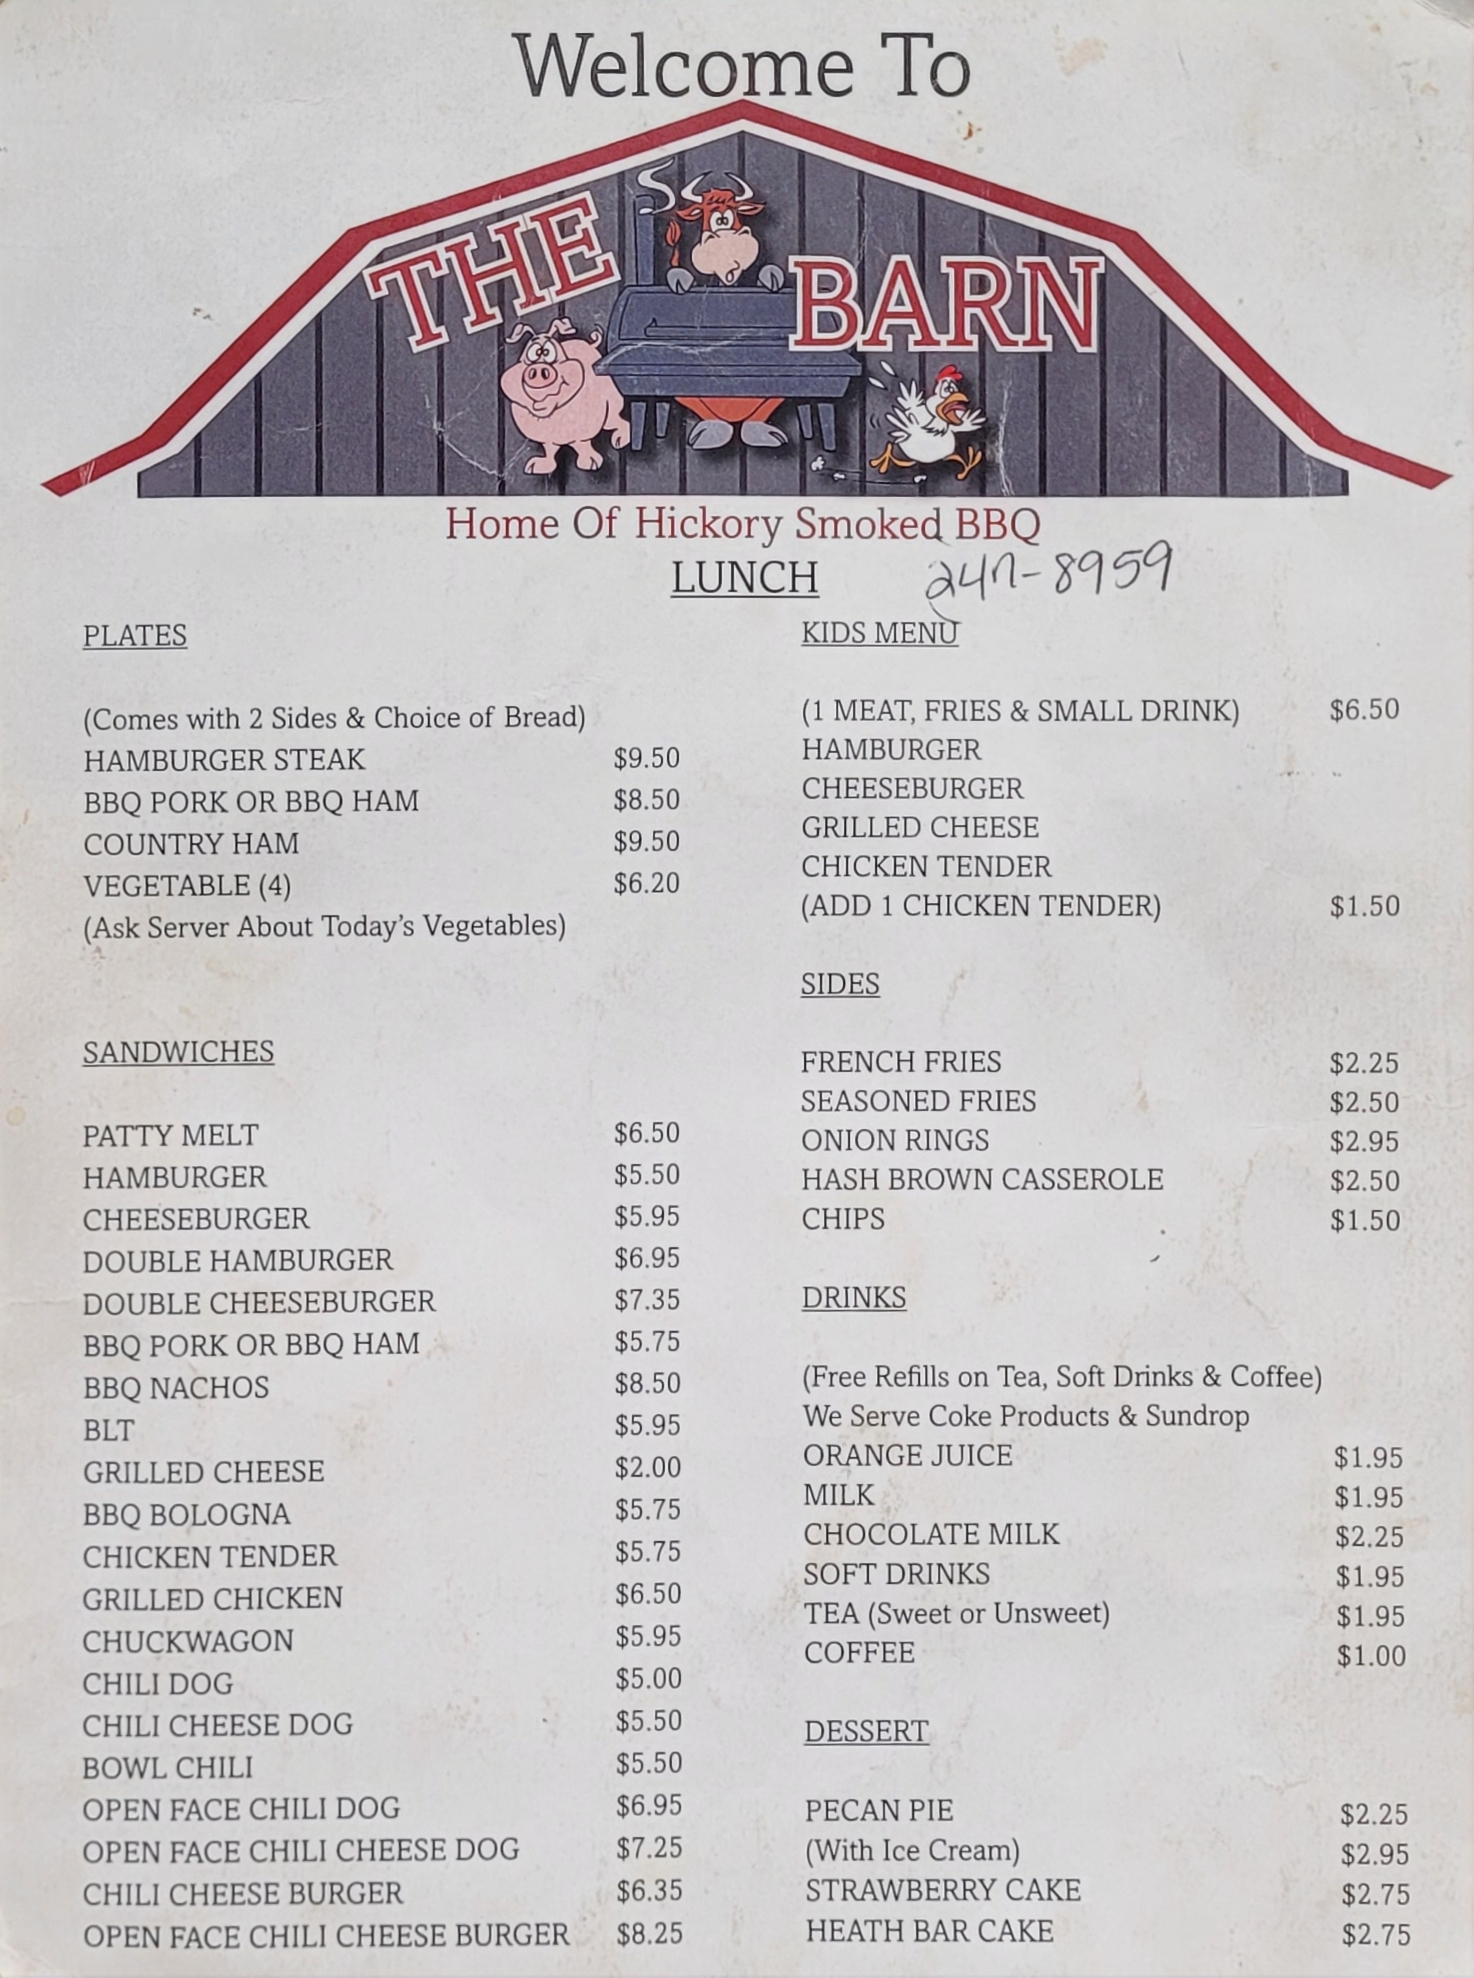 Welcome To
THE BARN
Home Of Hickory Smoked BBQ
LUNCH
247-8959
PLATES
(Comes with 2 Sides & Choice of Bread)
HAMBURGER STEAK $9.50
BBQ PORK OR BBQ HAM $8.50
COUNTRY HAM $9.50
VEGETABLE (4) $6.20
(Ask Server About Today's Vegetables)
SANDWICHES
PATTY MELT $6.50
HAMBURGER $5.50
CHEESEBURGER $5.95
DOUBLE HAMBURGER $6.95
DOUBLE CHEESEBURGER $7.35
BBQ PORK OR BBQ HAM $5.75
BBQ NACHOS $8.50
BLT $5.95
GRILLED CHEESE $2.00
BBQ BOLOGNA $5.75
CHICKEN TENDER $5.75
GRILLED CHICKEN $6.50
CHUCKWAGON $5.95
CHILI DOG $5.00
CHILI CHEESE DOG $5.50
BOWL CHILI $5.50
OPEN FACE CHILI DOG $6.95
OPEN FACE CHILI CHEESE DOG $7.25
CHILI CHEESE BURGER $6.35
OPEN FACE CHILI CHEESE BURGER $8.25
KIDS MENU
(1 MEAT, FRIES & SMALL DRINK) $6.50
HAMBURGER
CHEESEBURGER
GRILLED CHEESE
CHICKEN TENDER
(ADD 1 CHICKEN TENDER) $1.50
SIDES
FRENCH FRIES $2.25
SEASONED FRIES $2.50
ONION RINGS $2.95
HASH BROWN CASSEROLE $2.50
CHIPS $1.50
DRINKS
(Free Refills on Tea, Soft Drinks & Coffee)
We Serve Coke Products & Sundrop
ORANGE JUICE $1.95
MILK $1.95
CHOCOLATE MILK $2.25
SOFT DRINKS $1.95
TEA (Sweet or Unsweet) $1.95
COFFEE $1.00
DESSERT
PECAN PIE $2.25
(With Ice Cream) $2.95
STRAWBERRY CAKE $2.75
HEATH BAR CAKE $2.75